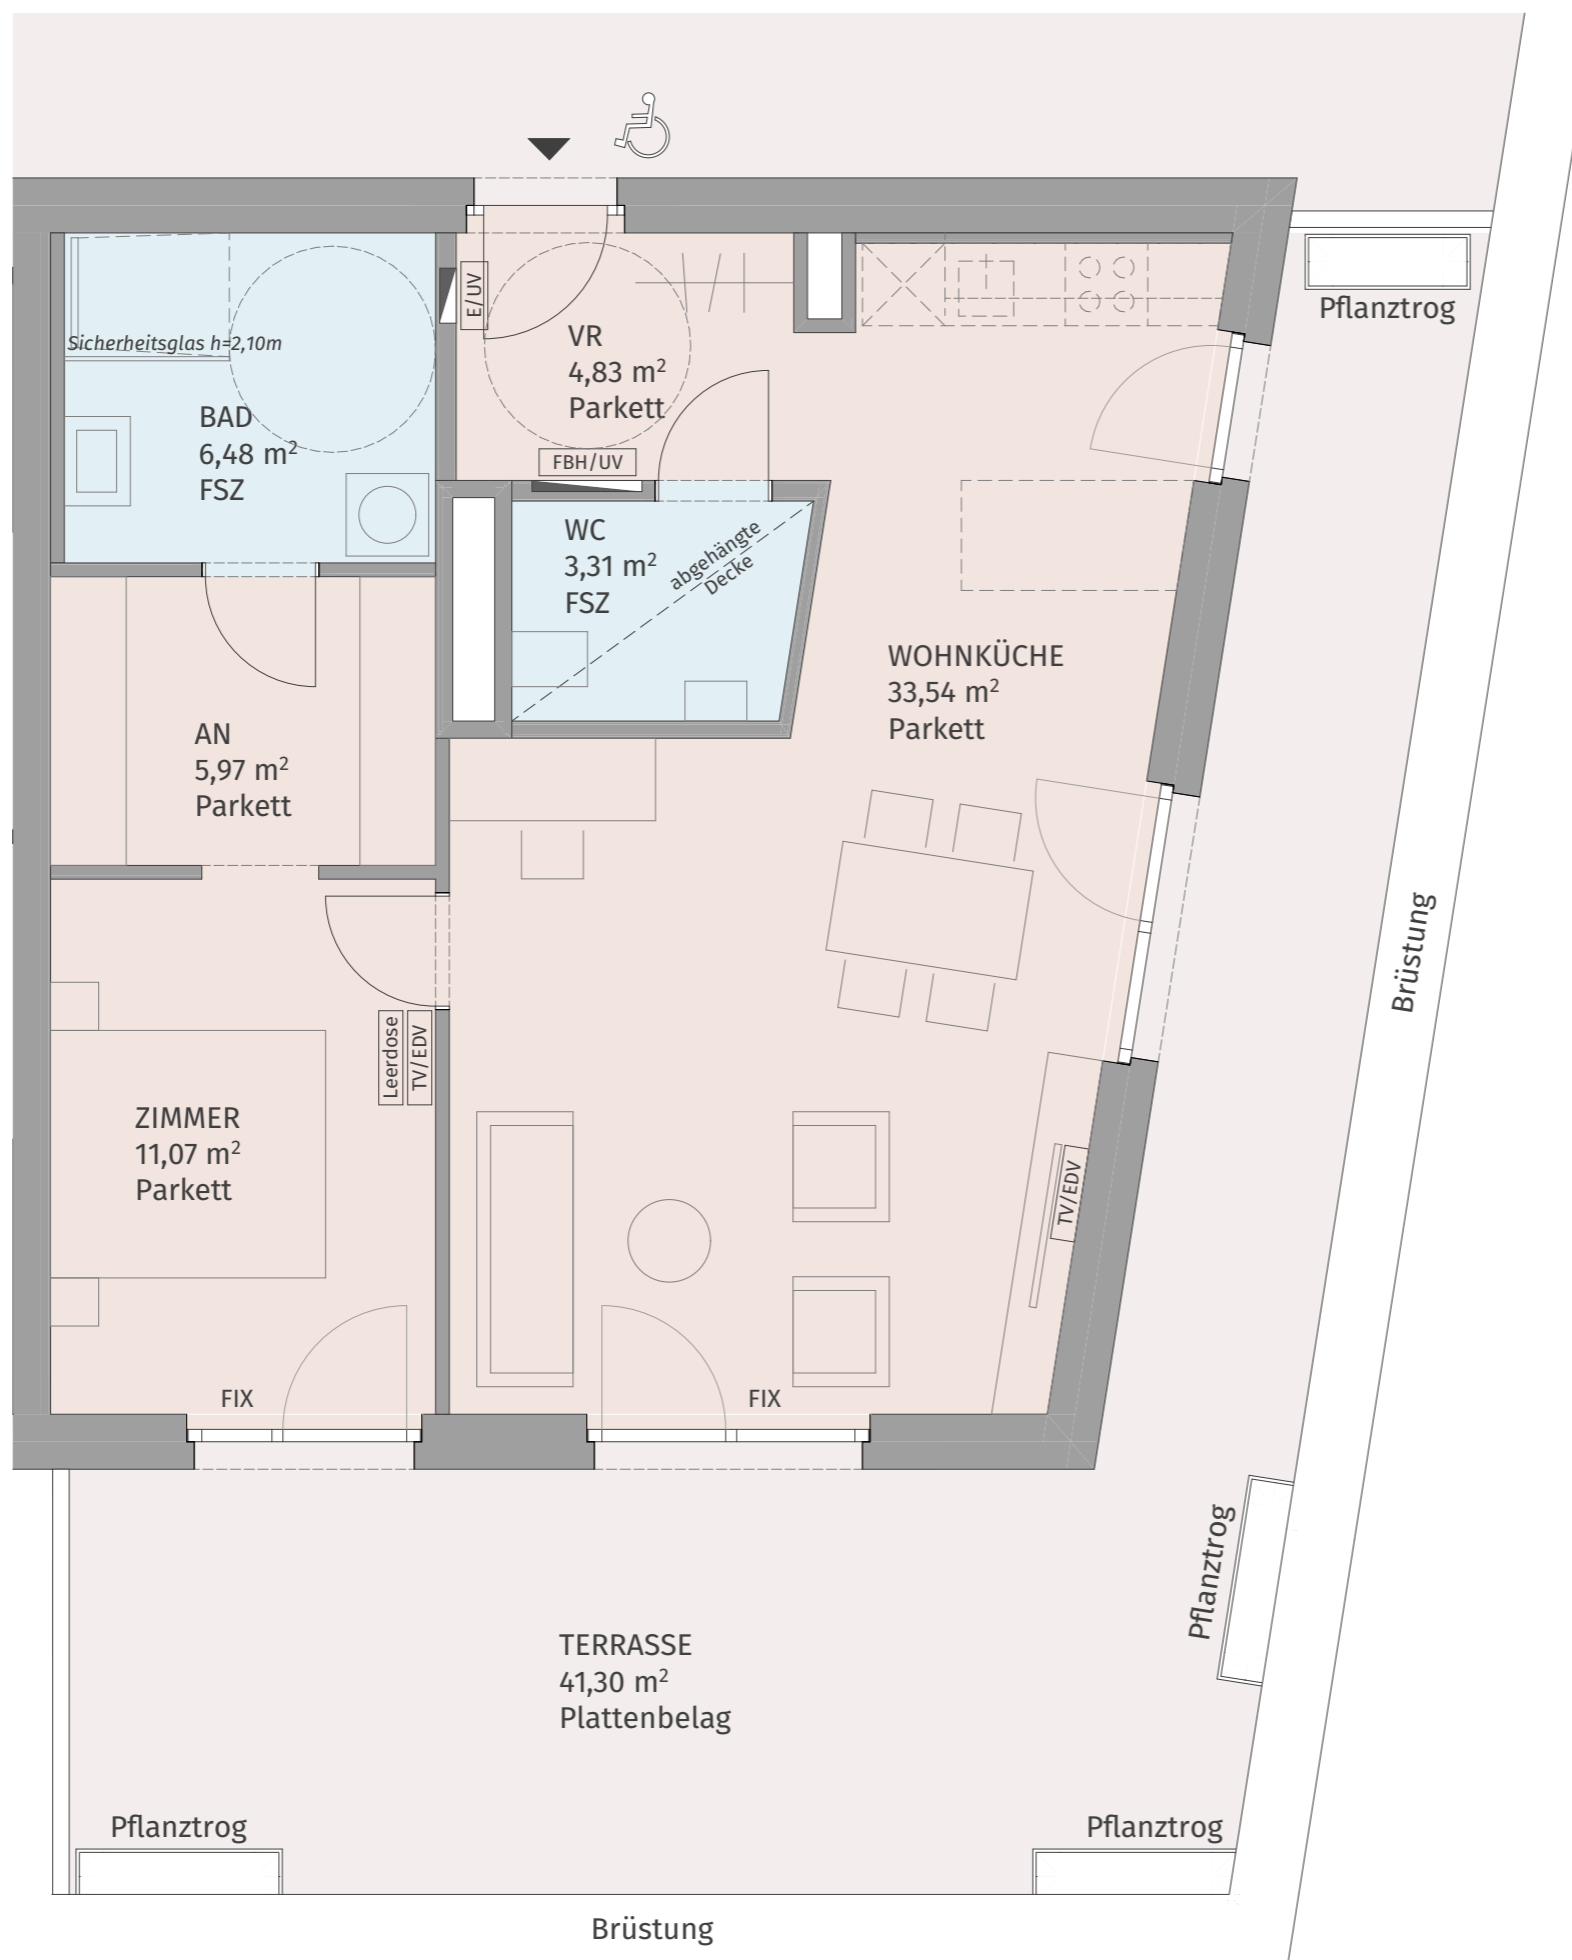 Pflanztrog
Sicherheitsglas h=2,10m
E/UV
VR
4,83 m²
Parkett
BAD
6,48 m²
FSZ
FBH/UV
WC
3,31 m²
FSZ
abgehängte
Decke
WOHNKÜCHE
33,54 m²
Parkett
AN
5,97 m²
Parkett
Brüstung
Leerdose
TV/EDV
ZIMMER
11,07 m²
Parkett
TV/EDV
FIX
FIX
Pflanztrog
TERRASSE
41,30 m²
Plattenbelag
Pflanztrog
Pflanztrog
Brüstung